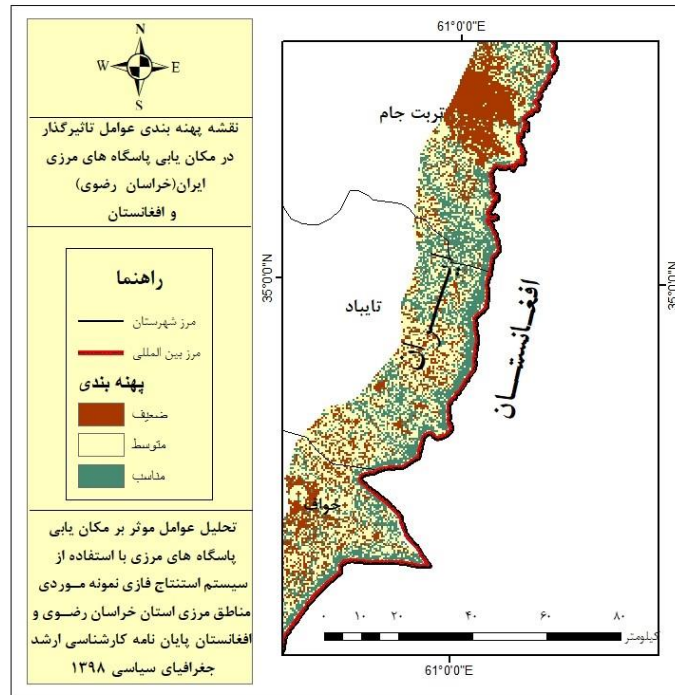 N
W E
S
نقشه پهنه بندی عوامل تاثیرگذار
در مکان یابی پاسگاه های مرزی
ایران(خراسان رضوی)
و افغانستان
راهنما
مرز شهرستان
مرز بین المللی
پهنه بندی
ضعیف
متوسط
مناسب
تحلیل عوامل موثر بر مکان یابی
پاسگاه های مرزی با استفاده از
سیستم استنتاج فازی نمونه موردی
مناطق مرزی استان خراسان رضوی و
افغانستان پایان نامه کارشناسی ارشد
جغرافیای سیاسی ۱۳۹۸
61°0'0"E
تربت جام
35°0'0"N
35°0'0"N
تایباد
ایران
افغانستان
خواف
۰ ۱۰ ۲۰ ۴۰ ۶۰ ۸۰
کیلومتر
61°0'0"E